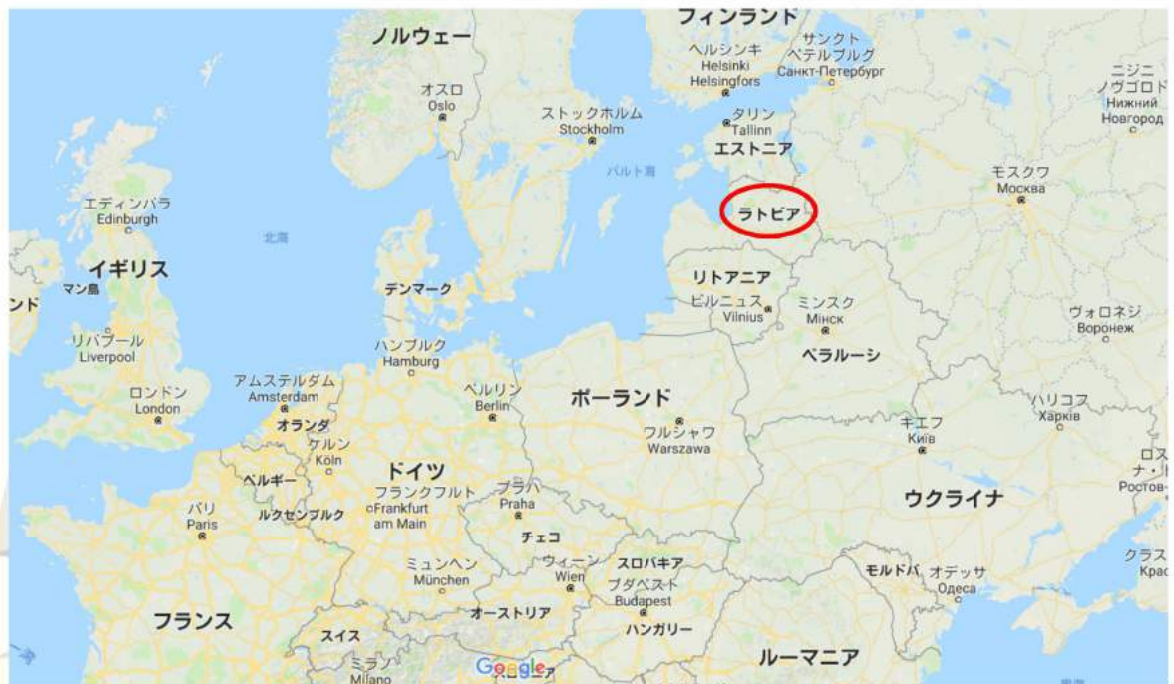 ノルウェー
フィンランド
ヘルシンキ
Helsinki
Helsingfors
サンクト
ペテルブルグ
Санкт-Петербург
ニジニ
ノヴゴロド
Нижний
Новгород
オスロ
Oslo
ストックホルム
Stockholm
タリン
Tallinn
エストニア
バルト海
モスクワ
Москва
エディンバラ
Edinburgh
北海
ラトビア
イギリス
マン島
ンド
デンマーク
リトアニア
ビルニュス
Vilnius
ミンスク
Мінск
ヴォロネジ
Воронеж
リバプール
Liverpool
ハンブルク
Hamburg
ベラルーシ
ロンドン
London
アムステルダム
Amsterdam
オランダ
ベルリン
Berlin
ポーランド
ワルシャワ
Warszawa
キエフ
Київ
ハリコフ
Харків
ケルン
Köln
ベルギー
ドイツ
ロス
ナ・
Ростов-
パリ
Paris
ルクセンブルク
フランクフルト
Frankfurt
am Main
プラハ
Praha
チェコ
ウクライナ
ミュンヘン
München
ウィーン
Wien
スロバキア
ブダペスト
Budapest
モルドバ
オデッサ
Одеса
クラス
Крас
フランス
スイス
オーストリア
ハンガリー
ルーマニア
ミラノ
Milano
Google